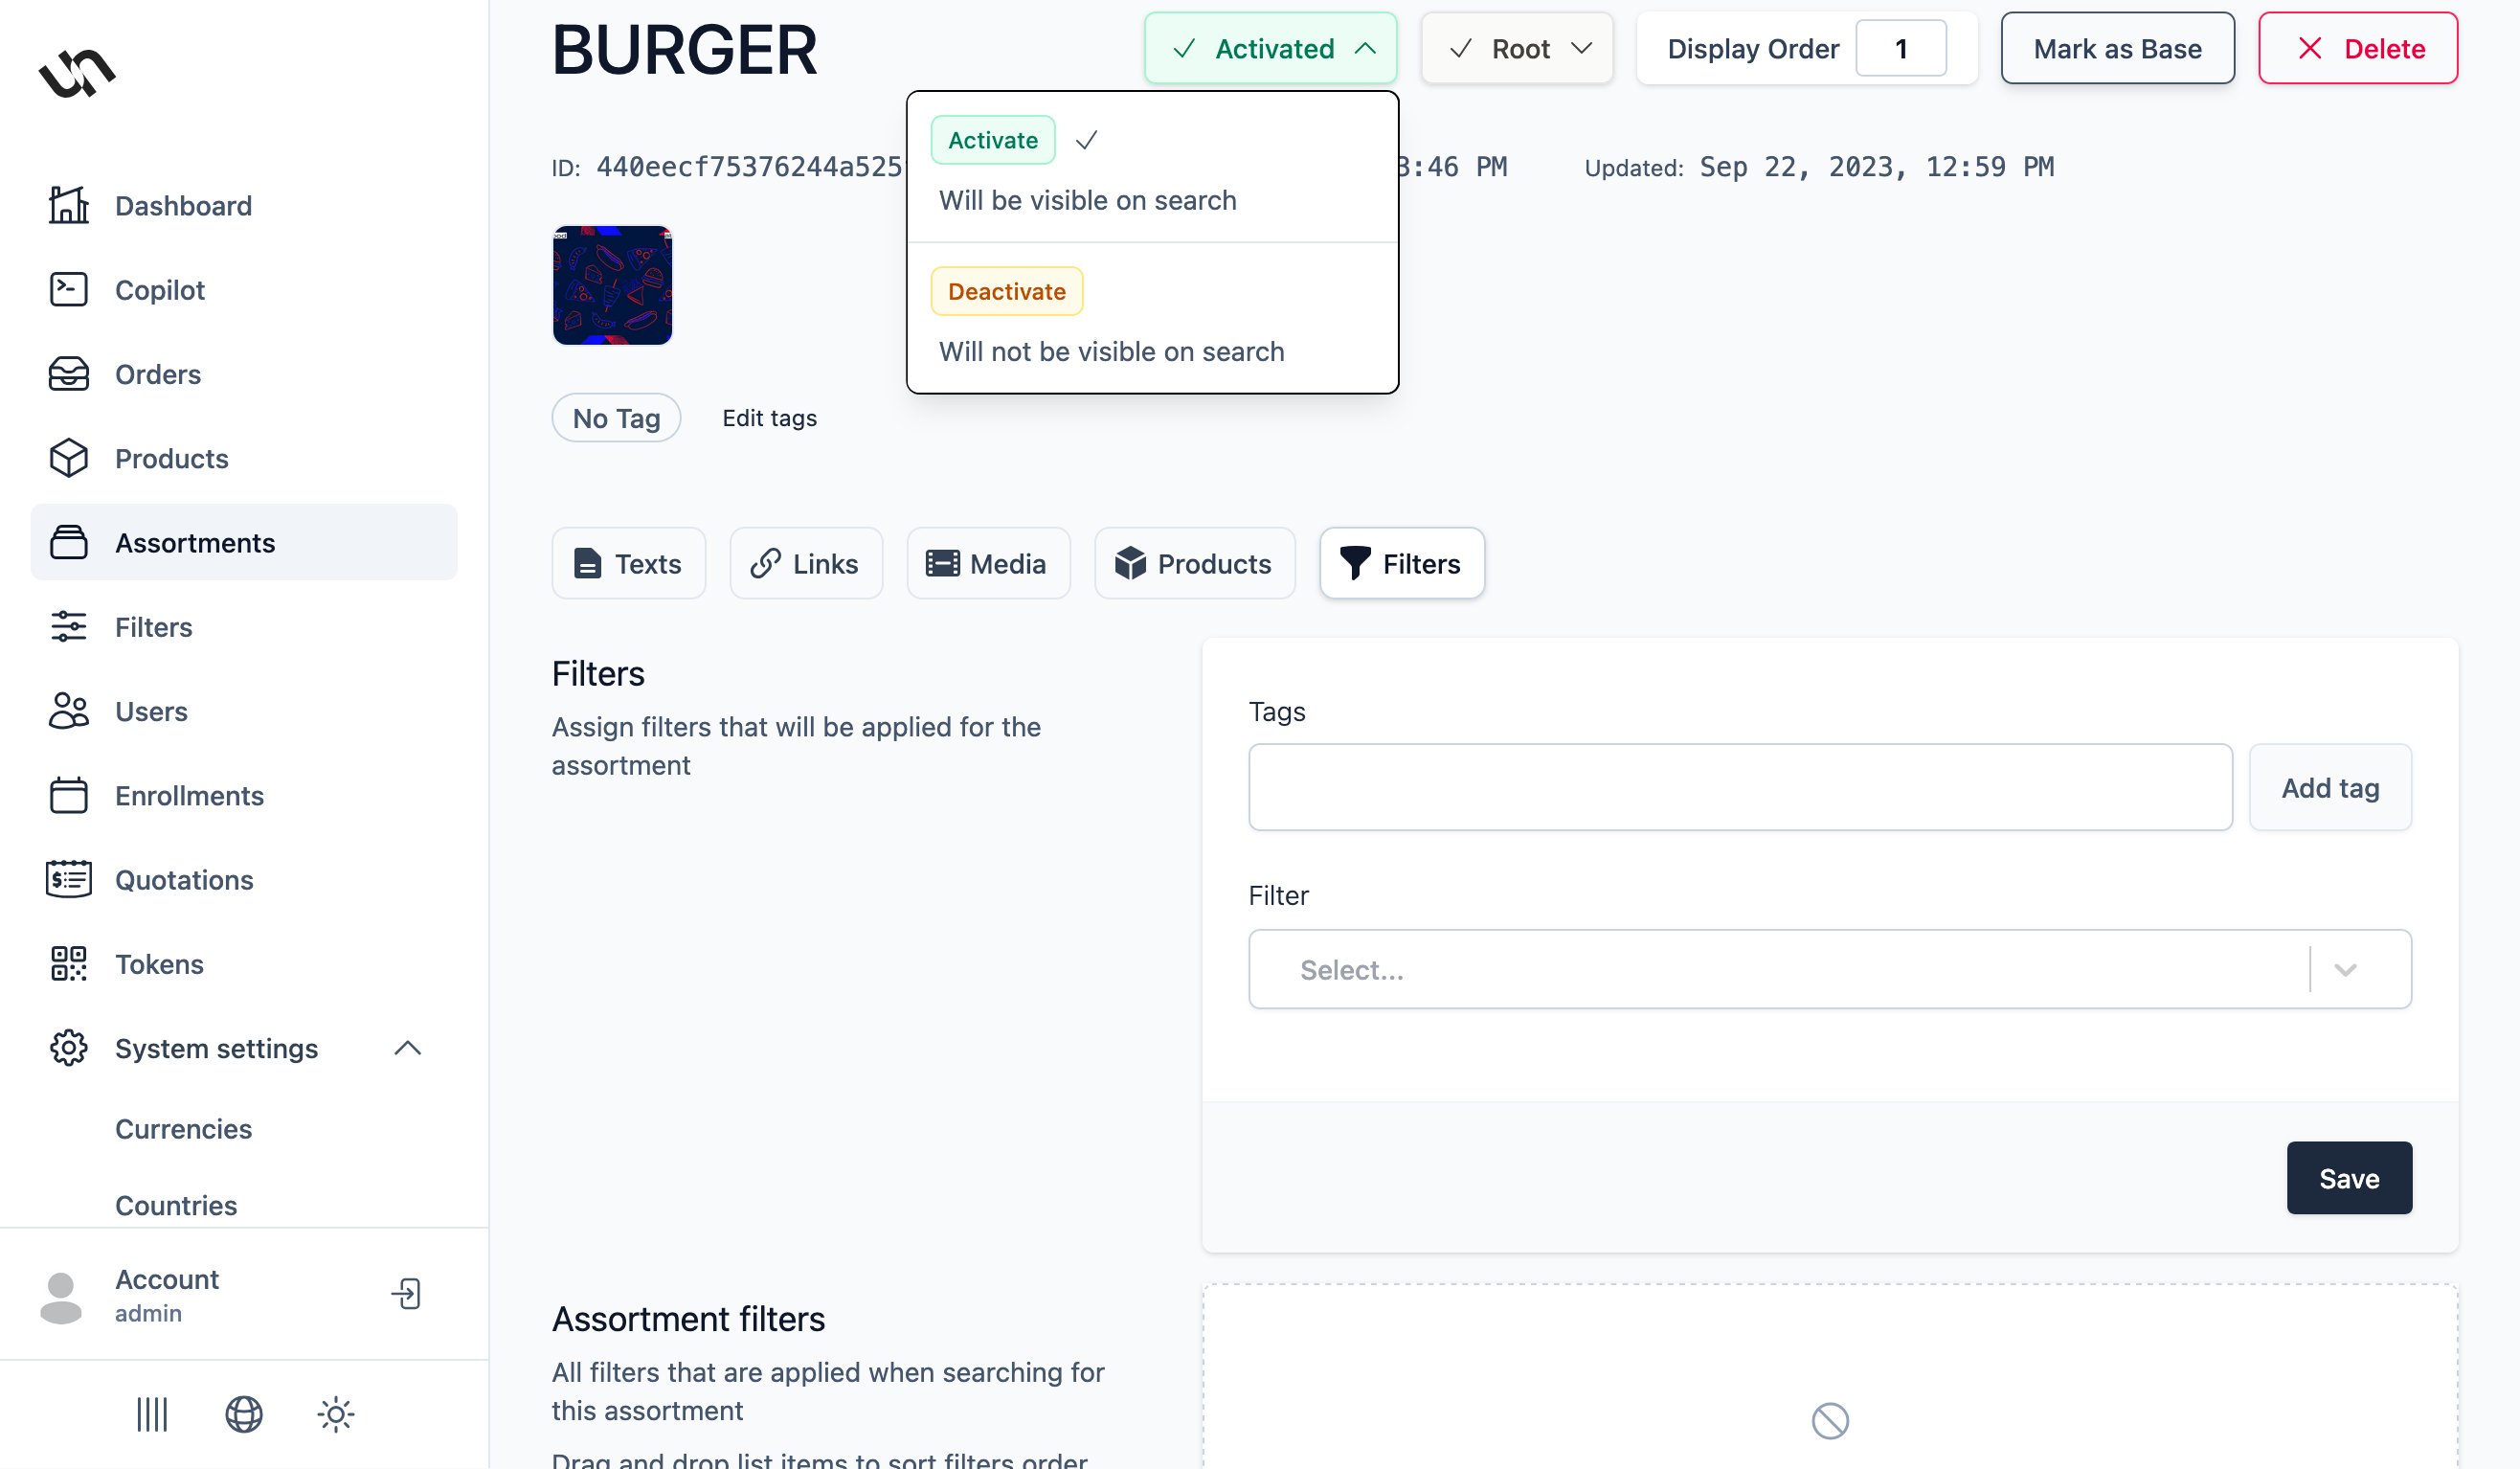 BURGER
Activated
Root
Display Order
1
Mark as Base
Delete
Activate
Will be visible on search
Deactivate
Will not be visible on search
ID: 440eecf75376244a525
:46 PM
Updated: Sep 22, 2023, 12:59 PM
No Tag
Edit tags
Dashboard
Copilot
Orders
Products
Assortments
Filters
Users
Enrollments
Quotations
Tokens
System settings
Currencies
Countries
Account
admin
Texts
Links
Media
Products
Filters
Filters
Assign filters that will be applied for the
assortment
Tags
Add tag
Filter
Select...
Save
Assortment filters
All filters that are applied when searching for
this assortment
Drag and drop list items to sort filters order